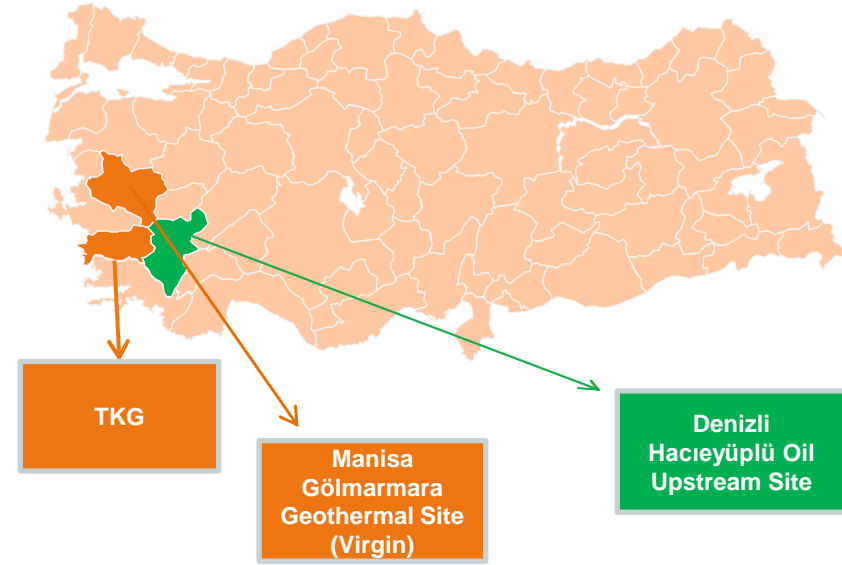 TKG
Manisa
Gölmarmara
Geothermal Site
(Virgin)
Denizli
Hacıeyüplü Oil
Upstream Site